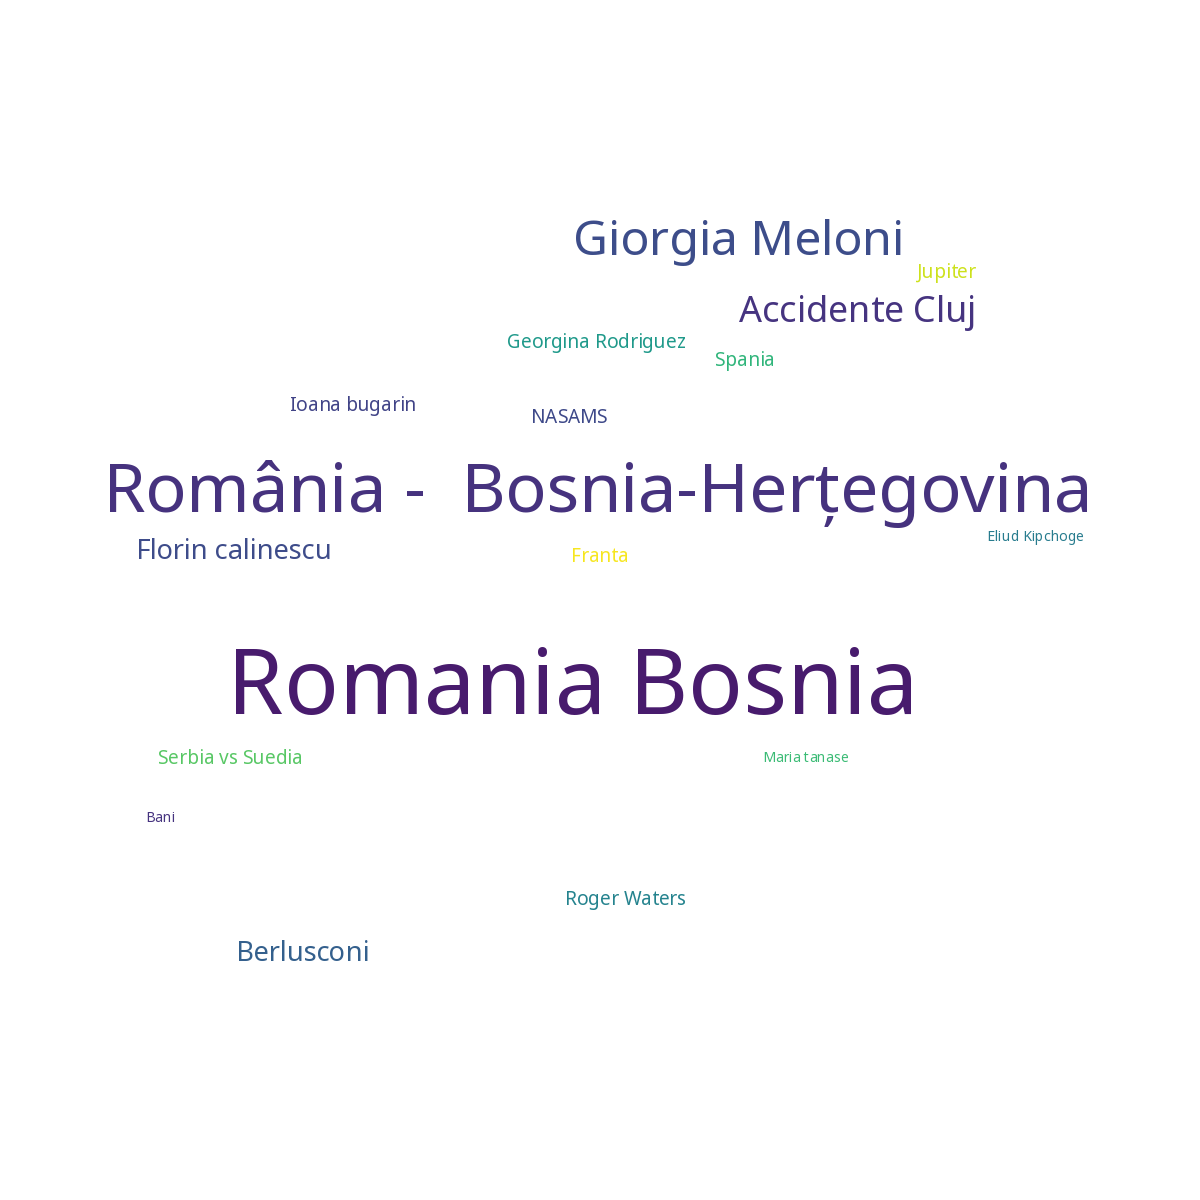 Giorgia Meloni
Jupiter
Accidente Cluj
Georgina Rodriguez
Spania
Ioana bugarin
NASAMS
România -  Bosnia-Herțegovina
Eliud Kipchoge
Florin calinescu
Franta
Romania Bosnia
Serbia vs Suedia
Maria tanase
Bani
Roger Waters
Berlusconi